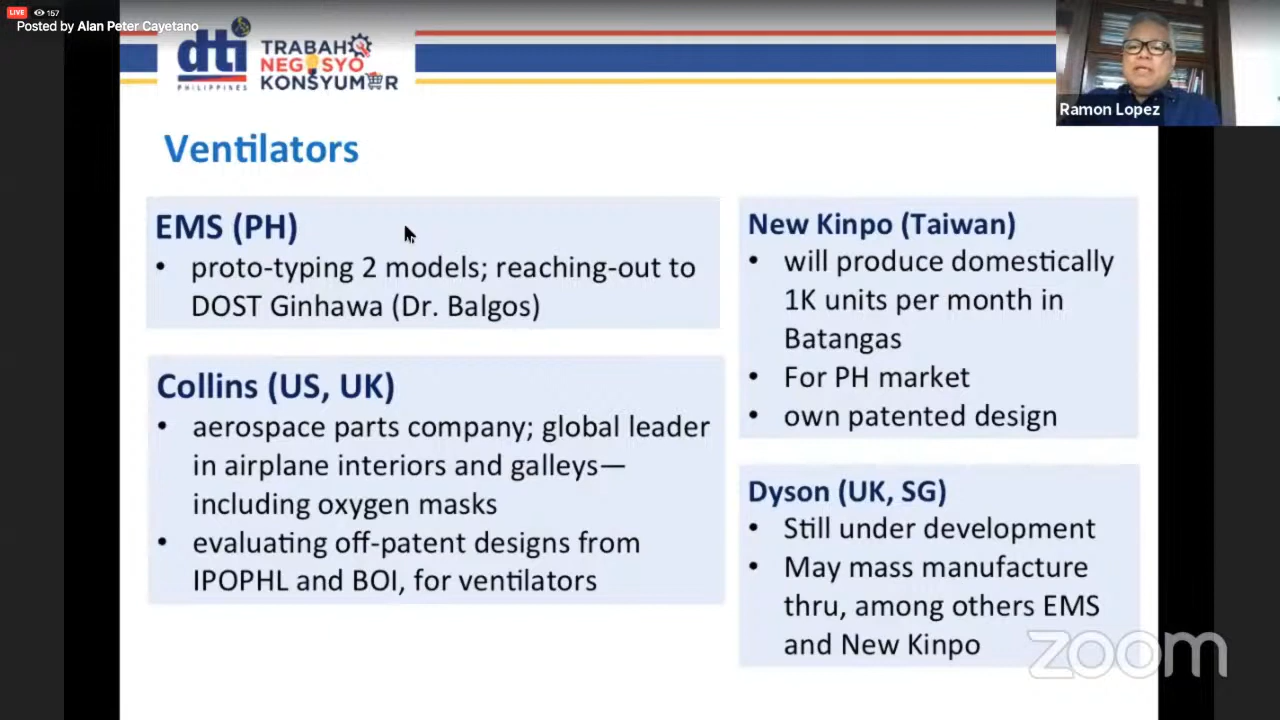 LIVE 157
Posted by Alan Peter Cayetano
dti
PHILIPPINES
TRABAHO
NEGOSYO
KONSYUMER
Ramon Lopez
Ventilators
EMS (PH)
• proto-typing 2 models; reaching-out to
DOST Ginhawa (Dr. Balgos)
Collins (US, UK)
• aerospace parts company; global leader
in airplane interiors and galleys—
including oxygen masks
• evaluating off-patent designs from
IPOPHL and BOI, for ventilators
New Kinpo (Taiwan)
• will produce domestically
1K units per month in
Batangas
• For PH market
• own patented design
Dyson (UK, SG)
• Still under development
• May mass manufacture
thru, among others EMS
and New Kinpo
zoom